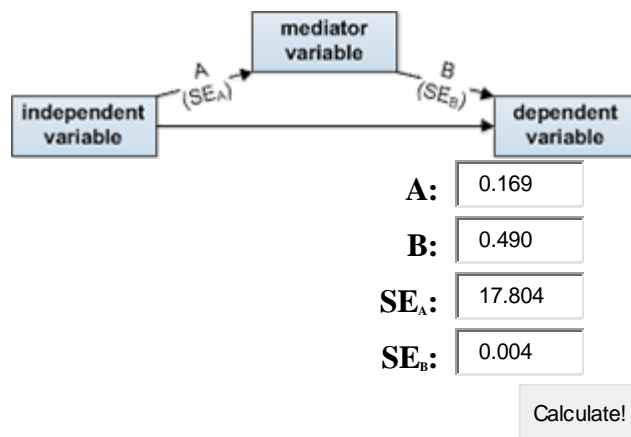 mediator
variable
A
(SEA)
B
(SEB)
independent
variable
dependent
variable
A: 0.169
B: 0.490
SEA: 17.804
SEB: 0.004
Calculate!